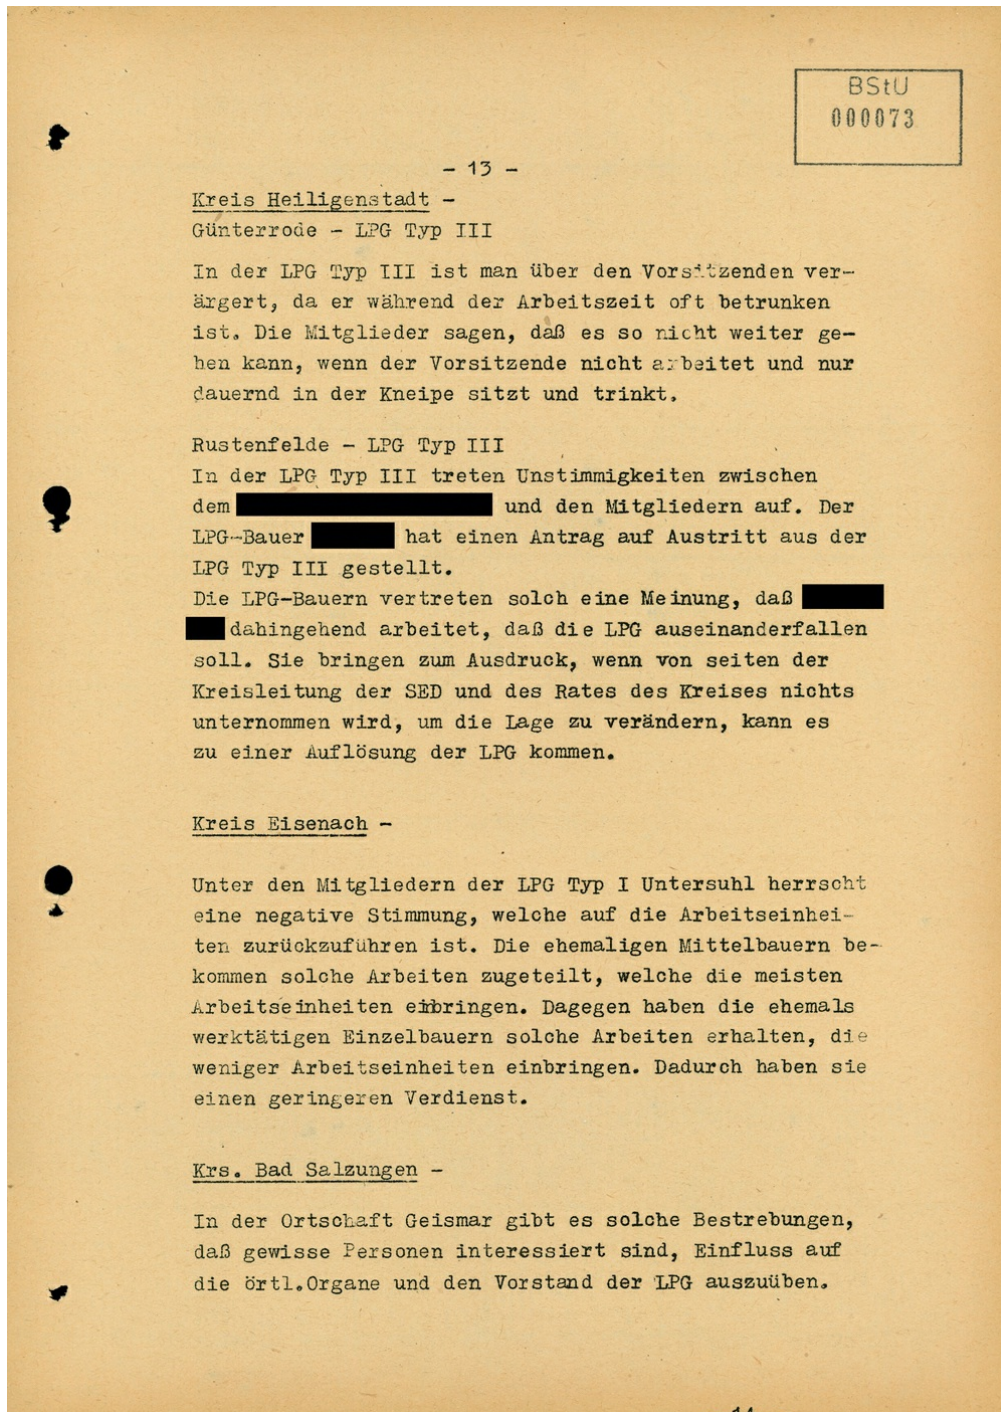 BStU
000073
- 13 -
Kreis Heiligenstadt -
Günterrode - LPG Typ III
In der LPG Typ III ist man über den Vorsitzenden ver-
ärgert, da er während der Arbeitszeit oft betrunken
ist. Die Mitglieder sagen, daß es so nicht weiter ge-
hen kann, wenn der Vorsitzende nicht arbeitet und nur
dauernd in der Kneipe sitzt und trinkt.
Rustenfelde - LPG Typ III
In der LPG Typ III treten Unstimmigkeiten zwischen
dem und den Mitgliedern auf. Der
LPG-Bauer hat einen Antrag auf Austritt aus der
LPG Typ III gestellt.
Die LPG-Bauern vertreten solch eine Meinung, daß
dahingehend arbeitet, daß die LPG auseinanderfallen
soll. Sie bringen zum Ausdruck, wenn von seiten der
Kreisleitung der SED und des Rates des Kreises nichts
unternommen wird, um die Lage zu verändern, kann es
zu einer Auflösung der LPG kommen.
Kreis Eisenach -
Unter den Mitgliedern der LPG Typ I Untersuhl herrscht
eine negative Stimmung, welche auf die Arbeitseinhei-
ten zurückzuführen ist. Die ehemaligen Mittelbauern be-
kommen solche Arbeiten zugeteilt, welche die meisten
Arbeitseinheiten einbringen. Dagegen haben die ehemals
werktätigen Einzelbauern solche Arbeiten erhalten, die
weniger Arbeitseinheiten einbringen. Dadurch haben sie
einen geringeren Verdienst.
Krs. Bad Salzungen -
In der Ortschaft Geismar gibt es solche Bestrebungen,
daß gewisse Personen interessiert sind, Einfluss auf
die örtl.Organe und den Vorstand der LPG auszuüben.